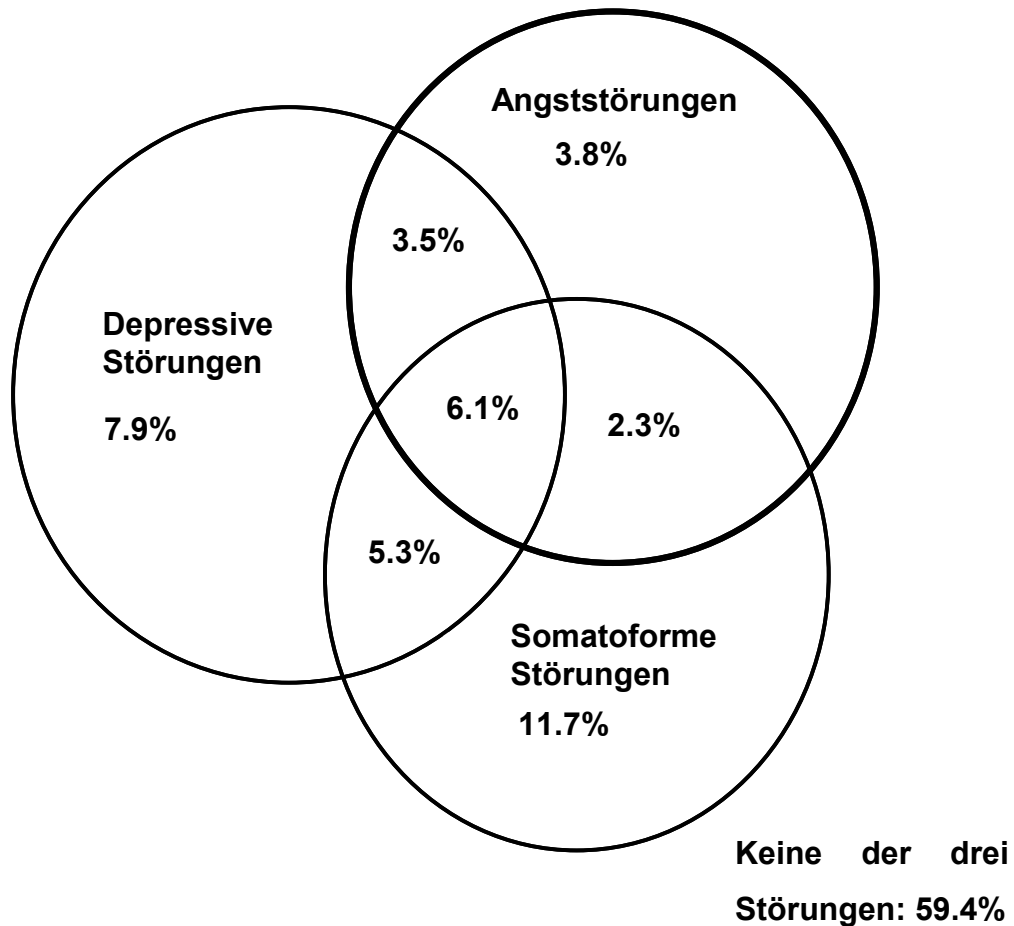 Angststörungen
3.8%
3.5%
Depressive
Störungen
7.9%
6.1%
2.3%
5.3%
Somatoforme
Störungen
11.7%
Keine der drei
Störungen: 59.4%